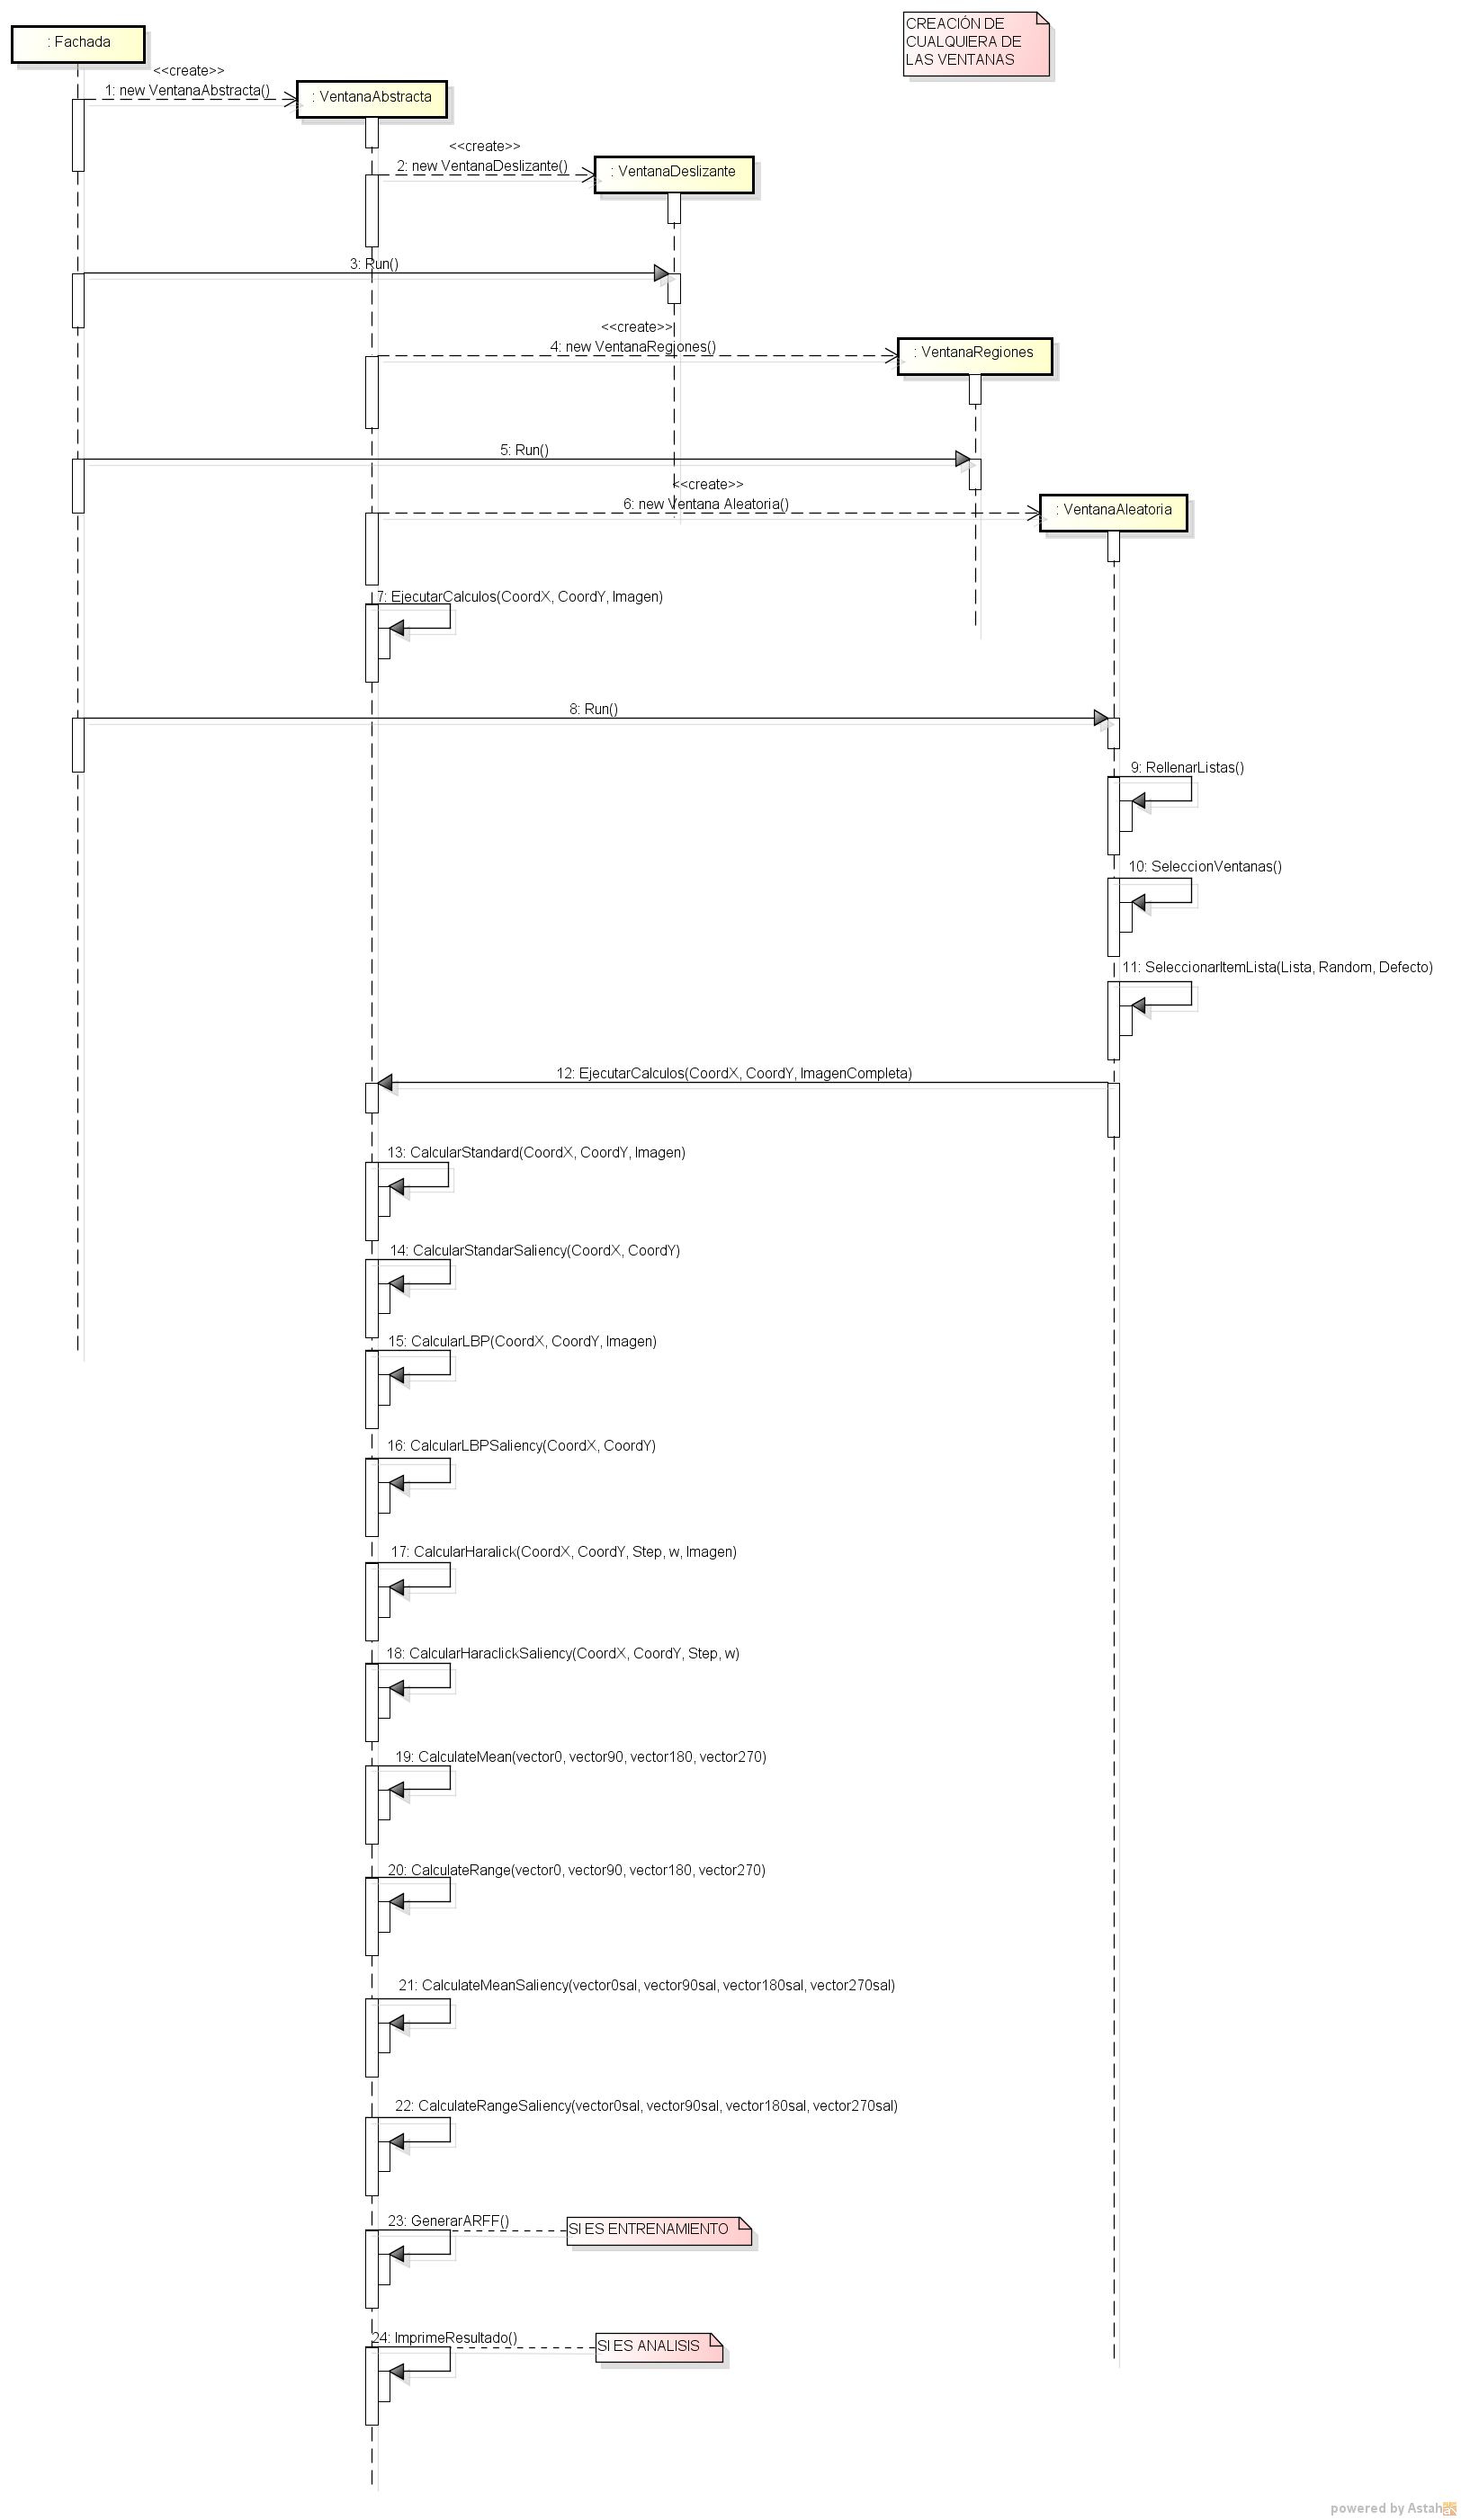 : Fachada
CREACIÓN DE
CUALQUIERA DE
LAS VENTANAS
<<create>>
1: new VentanaAbstracta()
: VentanaAbstracta
<<create>>
2: new VentanaDeslizante()
: VentanaDeslizante
3: Run()
<<create>>
4: new VentanaRegiones()
: VentanaRegiones
5: Run()
<<create>>
6: new Ventana Aleatoria()
: VentanaAleatoria
7: EjecutarCalculos(CoordX, CoordY, Imagen)
8: Run()
9: RellenarListas()
10: SeleccionVentanas()
11: SeleccionarItemLista(Lista, Random, Defecto)
12: EjecutarCalculos(CoordX, CoordY, ImagenCompleta)
13: CalcularStandard(CoordX, CoordY, Imagen)
14: CalcularStandarSaliency(CoordX, CoordY)
15: CalcularLBP(CoordX, CoordY, Imagen)
16: CalcularLBPSaliency(CoordX, CoordY)
17: CalcularHaralick(CoordX, CoordY, Step, w, Imagen)
18: CalcularHaraclickSaliency(CoordX, CoordY, Step, w)
19: CalculateMean(vector0, vector90, vector180, vector270)
20: CalculateRange(vector0, vector90, vector180, vector270)
21: CalculateMeanSaliency(vector0sal, vector90sal, vector180sal, vector270sal)
22: CalculateRangeSaliency(vector0sal, vector90sal, vector180sal, vector270sal)
23: GenerarARFF()
SI ES ENTRENAMIENTO
24: ImprimeResultado()
SI ES ANALISIS
powered by Astah